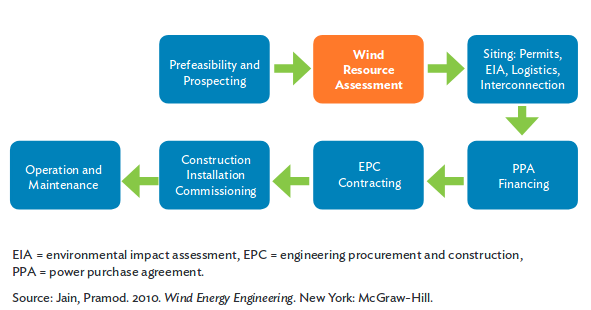 Prefeasibility and
Prospecting
Wind
Resource
Assessment
Siting: Permits,
EIA, Logistics,
Interconnection
Operation and
Maintenance
Construction
Installation
Commissioning
EPC
Contracting
PPA
Financing
EIA = environmental impact assessment, EPC = engineering procurement and construction,
PPA = power purchase agreement.
Source: Jain, Pramod. 2010. Wind Energy Engineering. New York: McGraw-Hill.